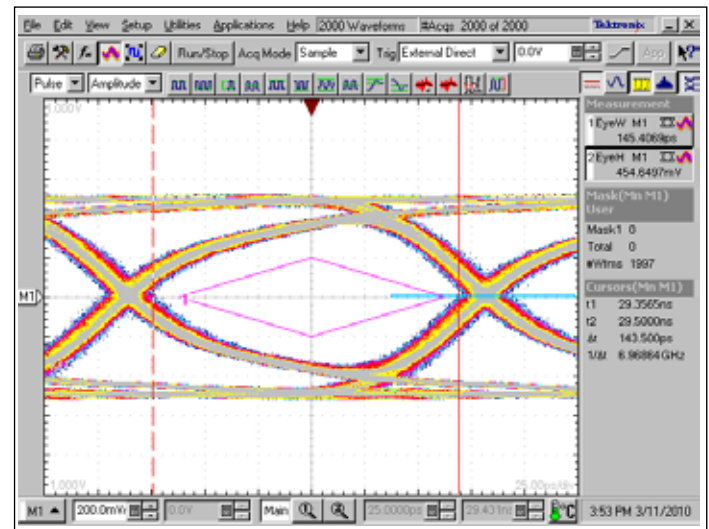 File Edit View Setup Utilities Applications Help 2000 Waveforms #Acqs 2000 of 2000 Tektronix
Run/Stop Acq Mode Sample Trig External Direct 0.0V App
Pulse Amplitude
Measurement
1.000V
1 EyeW M1
145.4069ps
2 EyeH M1
454.6497mV
Mask(Mn M1)
User
Mask1 0
Total 0
#Wfms 1997
Cursors(Mn M1)
M1
1
t1 29.3565ns
t2 29.5000ns
Δt 143.500ps
1/Δt 6.96864GHz
-1.000V
25.00ps/div
M1 200.0mV/ 0.0V Main 25.0000ps 29.431ns °C 3:53 PM 3/11/2010